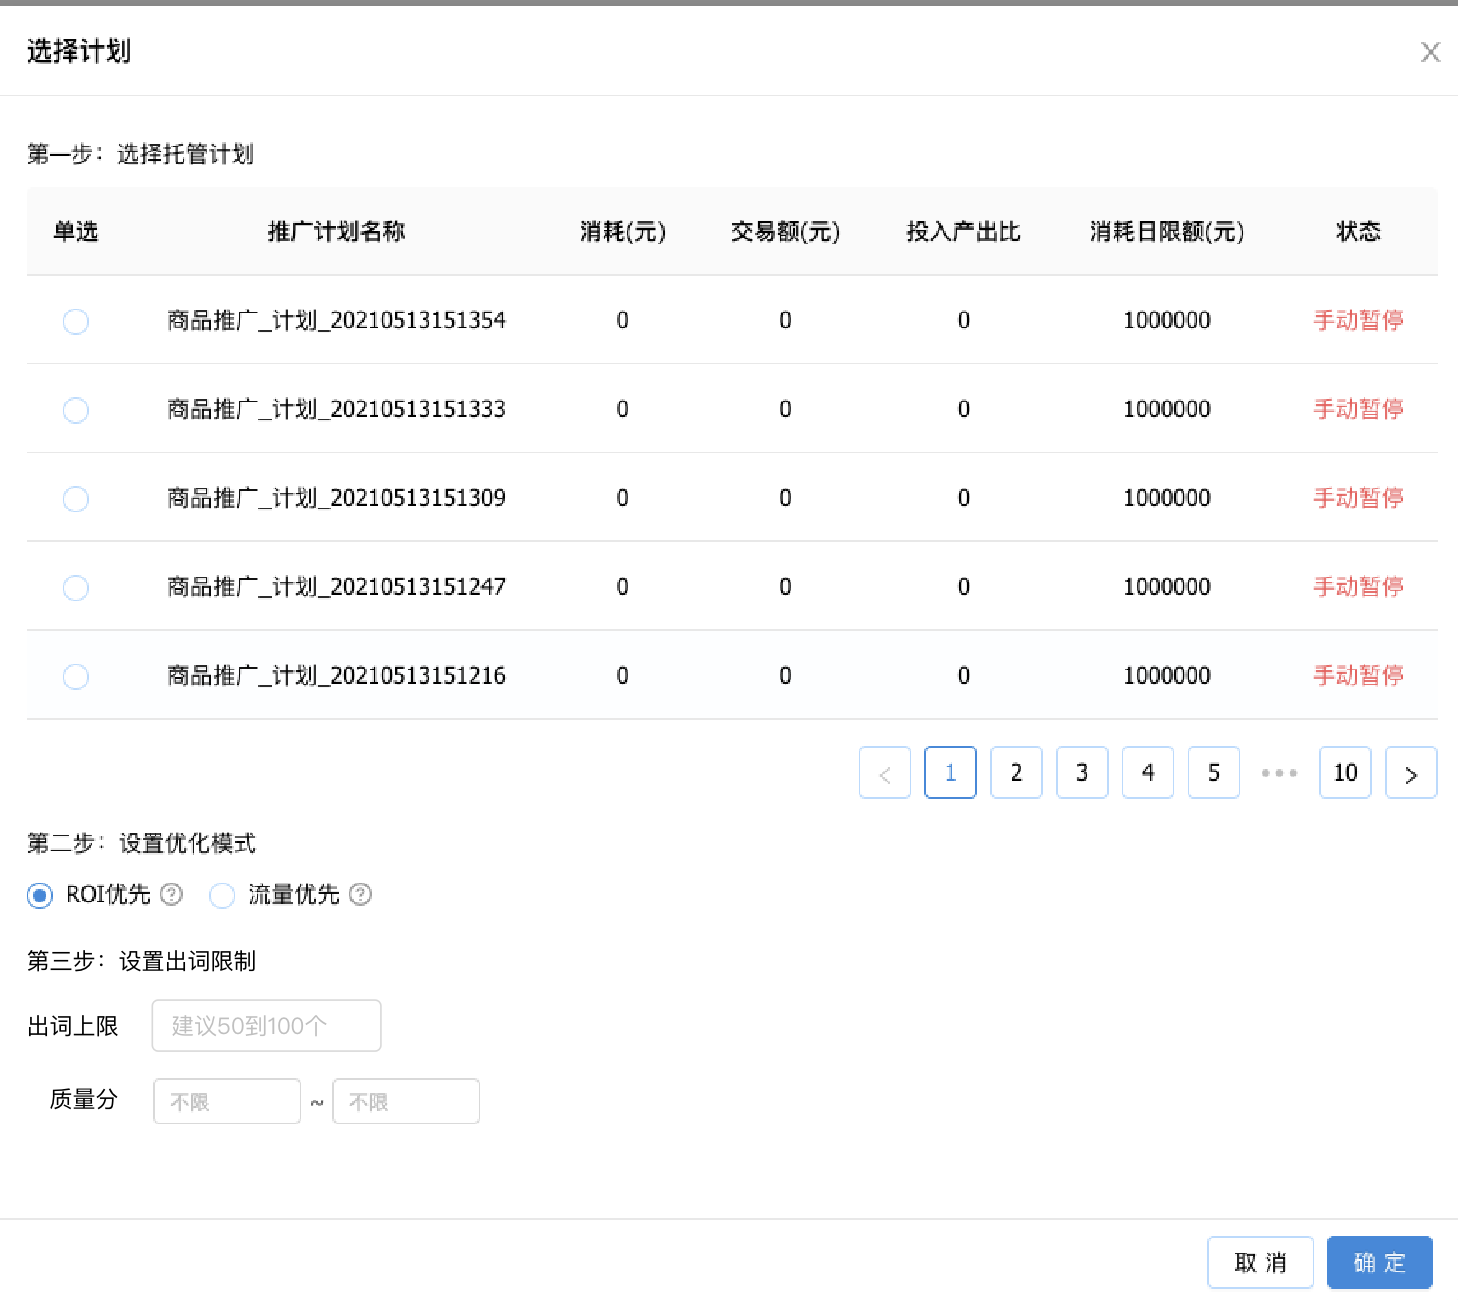 选择计划
第一步：选择托管计划
单选 推广计划名称 消耗(元) 交易额(元) 投入产出比 消耗日限额(元) 状态
商品推广_计划_20210513151354 0 0 0 1000000 手动暂停
商品推广_计划_20210513151333 0 0 0 1000000 手动暂停
商品推广_计划_20210513151309 0 0 0 1000000 手动暂停
商品推广_计划_20210513151247 0 0 0 1000000 手动暂停
商品推广_计划_20210513151216 0 0 0 1000000 手动暂停
< 1 2 3 4 5 ••• 10 >
第二步：设置优化模式
ROI优先 ? 流量优先 ?
第三步：设置出词限制
出词上限 建议50到100个
质量分 不限 ~ 不限
取 消 确 定